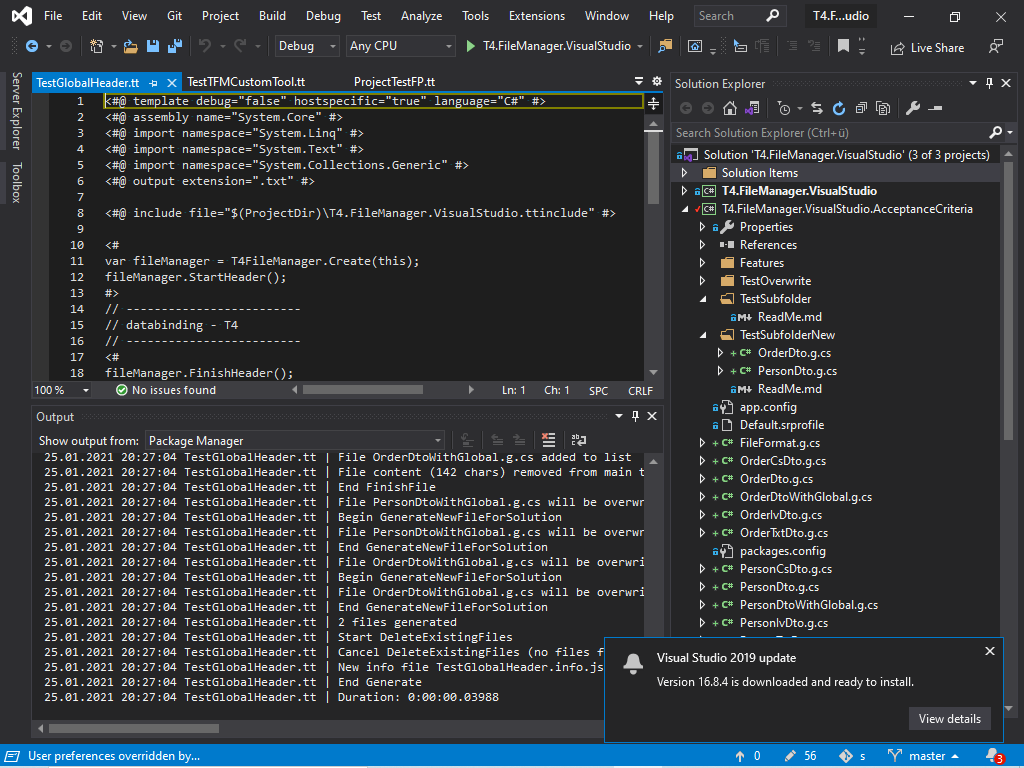 File Edit View Git Project Build Debug Test Analyze Tools Extensions Window Help Search T4.F...udio
Debug Any CPU T4.FileManager.VisualStudio Live Share
Server Explorer
Toolbox
TestGlobalHeader.tt TestTFMCustomTool.tt ProjectTestFP.tt
1 <#@ template debug="false" hostspecific="true" language="C#" #>
2 <#@ assembly name="System.Core" #>
3 <#@ import namespace="System.Linq" #>
4 <#@ import namespace="System.Text" #>
5 <#@ import namespace="System.Collections.Generic" #>
6 <#@ output extension=".txt" #>
7
8 <#@ include file="$(ProjectDir)\T4.FileManager.VisualStudio.ttinclude" #>
9
10 <#
11 var fileManager = T4FileManager.Create(this);
12 fileManager.StartHeader();
13 #>
14 // -------------------------
15 // databinding - T4
16 // -------------------------
17 <#
18 fileManager.FinishHeader();
100 % No issues found Ln: 1 Ch: 1 SPC CRLF
Output
Show output from: Package Manager
25.01.2021 20:27:04 TestGlobalHeader.tt | File OrderDtoWithGlobal.g.cs added to list
25.01.2021 20:27:04 TestGlobalHeader.tt | File content (142 chars) removed from main t
25.01.2021 20:27:04 TestGlobalHeader.tt | End FinishFile
25.01.2021 20:27:04 TestGlobalHeader.tt | File PersonDtoWithGlobal.g.cs will be overwr
25.01.2021 20:27:04 TestGlobalHeader.tt | Begin GenerateNewFileForSolution
25.01.2021 20:27:04 TestGlobalHeader.tt | File PersonDtoWithGlobal.g.cs will be overwr
25.01.2021 20:27:04 TestGlobalHeader.tt | End GenerateNewFileForSolution
25.01.2021 20:27:04 TestGlobalHeader.tt | File OrderDtoWithGlobal.g.cs will be overwri
25.01.2021 20:27:04 TestGlobalHeader.tt | Begin GenerateNewFileForSolution
25.01.2021 20:27:04 TestGlobalHeader.tt | File OrderDtoWithGlobal.g.cs will be overwri
25.01.2021 20:27:04 TestGlobalHeader.tt | End GenerateNewFileForSolution
25.01.2021 20:27:04 TestGlobalHeader.tt | 2 files generated
25.01.2021 20:27:04 TestGlobalHeader.tt | Start DeleteExistingFiles
25.01.2021 20:27:04 TestGlobalHeader.tt | Cancel DeleteExistingFiles (no files f
25.01.2021 20:27:04 TestGlobalHeader.tt | New info file TestGlobalHeader.info.js
25.01.2021 20:27:04 TestGlobalHeader.tt | End Generate
25.01.2021 20:27:04 TestGlobalHeader.tt | Duration: 0:00:00.03988
Solution Explorer
Search Solution Explorer (Ctrl+ü)
Solution 'T4.FileManager.VisualStudio' (3 of 3 projects)
Solution Items
C# T4.FileManager.VisualStudio
C# T4.FileManager.VisualStudio.AcceptanceCriteria
Properties
References
Features
TestOverwrite
TestSubfolder
M↓ ReadMe.md
TestSubfolderNew
+ C# OrderDto.g.cs
+ C# PersonDto.g.cs
M↓ ReadMe.md
app.config
Default.srprofile
+ C# FileFormat.g.cs
+ C# OrderCsDto.g.cs
+ C# OrderDto.g.cs
+ C# OrderDtoWithGlobal.g.cs
+ C# OrderIvDto.g.cs
+ C# OrderTxtDto.g.cs
packages.config
+ C# PersonCsDto.g.cs
+ C# PersonDto.g.cs
+ C# PersonDtoWithGlobal.g.cs
+ C# PersonIvDto.g.cs
Visual Studio 2019 update
Version 16.8.4 is downloaded and ready to install.
View details
User preferences overridden by... 0 56 s master 3